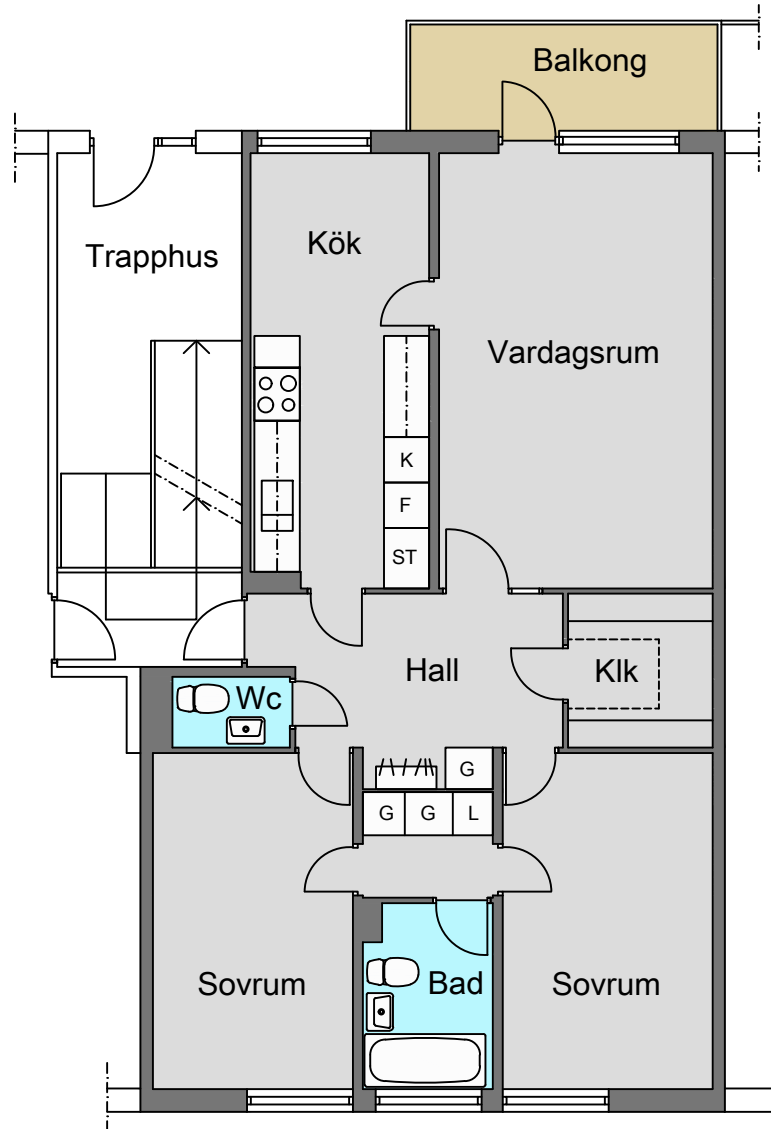 Balkong
Kök
Trapphus
Vardagsrum
K
F
ST
Hall
Klk
Wc
G
G
G
L
Sovrum
Bad
Sovrum